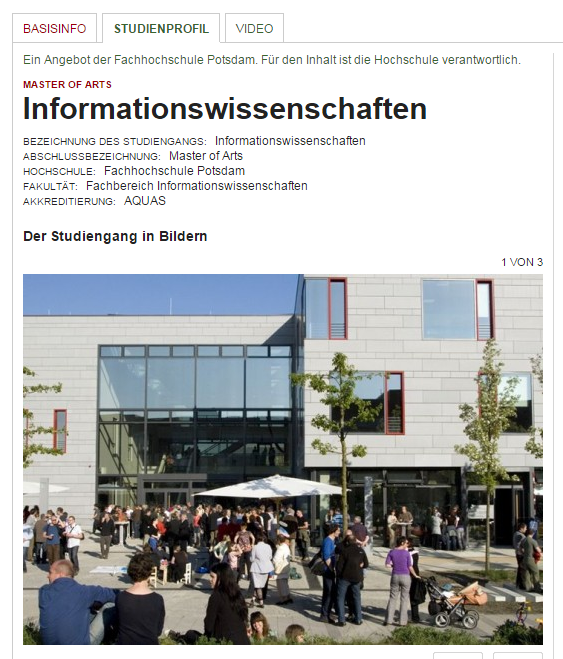 BASISINFO
STUDIENPROFIL
VIDEO
Ein Angebot der Fachhochschule Potsdam. Für den Inhalt ist die Hochschule verantwortlich.
MASTER OF ARTS
Informationswissenschaften
BEZEICHNUNG DES STUDIENGANGS: Informationswissenschaften
ABSCHLUSSBEZEICHNUNG: Master of Arts
HOCHSCHULE: Fachhochschule Potsdam
FAKULTÄT: Fachbereich Informationswissenschaften
AKKREDITIERUNG: AQUAS
Der Studiengang in Bildern
1 VON 3